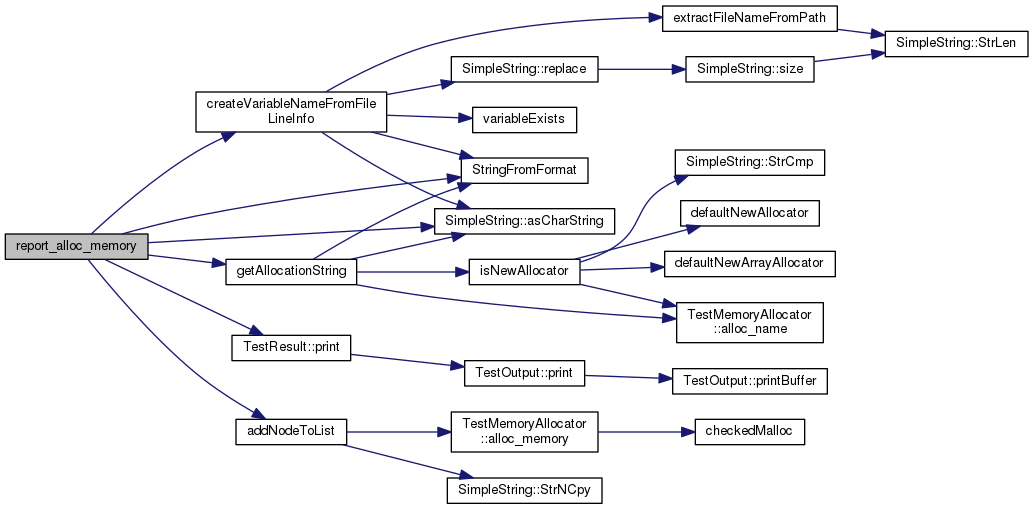 report_alloc_memory
createVariableNameFromFile
LineInfo
getAllocationString
TestResult::print
addNodeToList
SimpleString::replace
variableExists
StringFromFormat
SimpleString::asCharString
isNewAllocator
TestOutput::print
TestMemoryAllocator
::alloc_memory
SimpleString::StrNCpy
extractFileNameFromPath
SimpleString::size
SimpleString::StrCmp
defaultNewAllocator
defaultNewArrayAllocator
TestMemoryAllocator
::alloc_name
TestOutput::printBuffer
checkedMalloc
SimpleString::StrLen